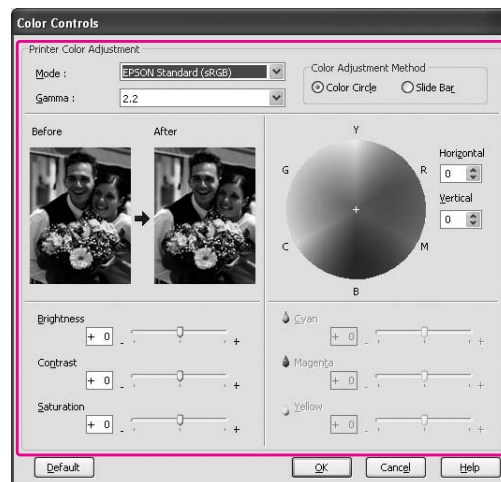 Color Controls
Printer Color Adjustment
Mode :
EPSON Standard (sRGB)
Gamma :
2.2
Color Adjustment Method
Color Circle
Slide Bar
Before
After
Y
G
R
C
M
B
Horizontal
0
Vertical
0
Brightness
+ 0
- +
Contrast
+ 0
- +
Saturation
+ 0
- +
Cyan
+ 0
- +
Magenta
+ 0
- +
Yellow
+ 0
- +
Default
OK
Cancel
Help